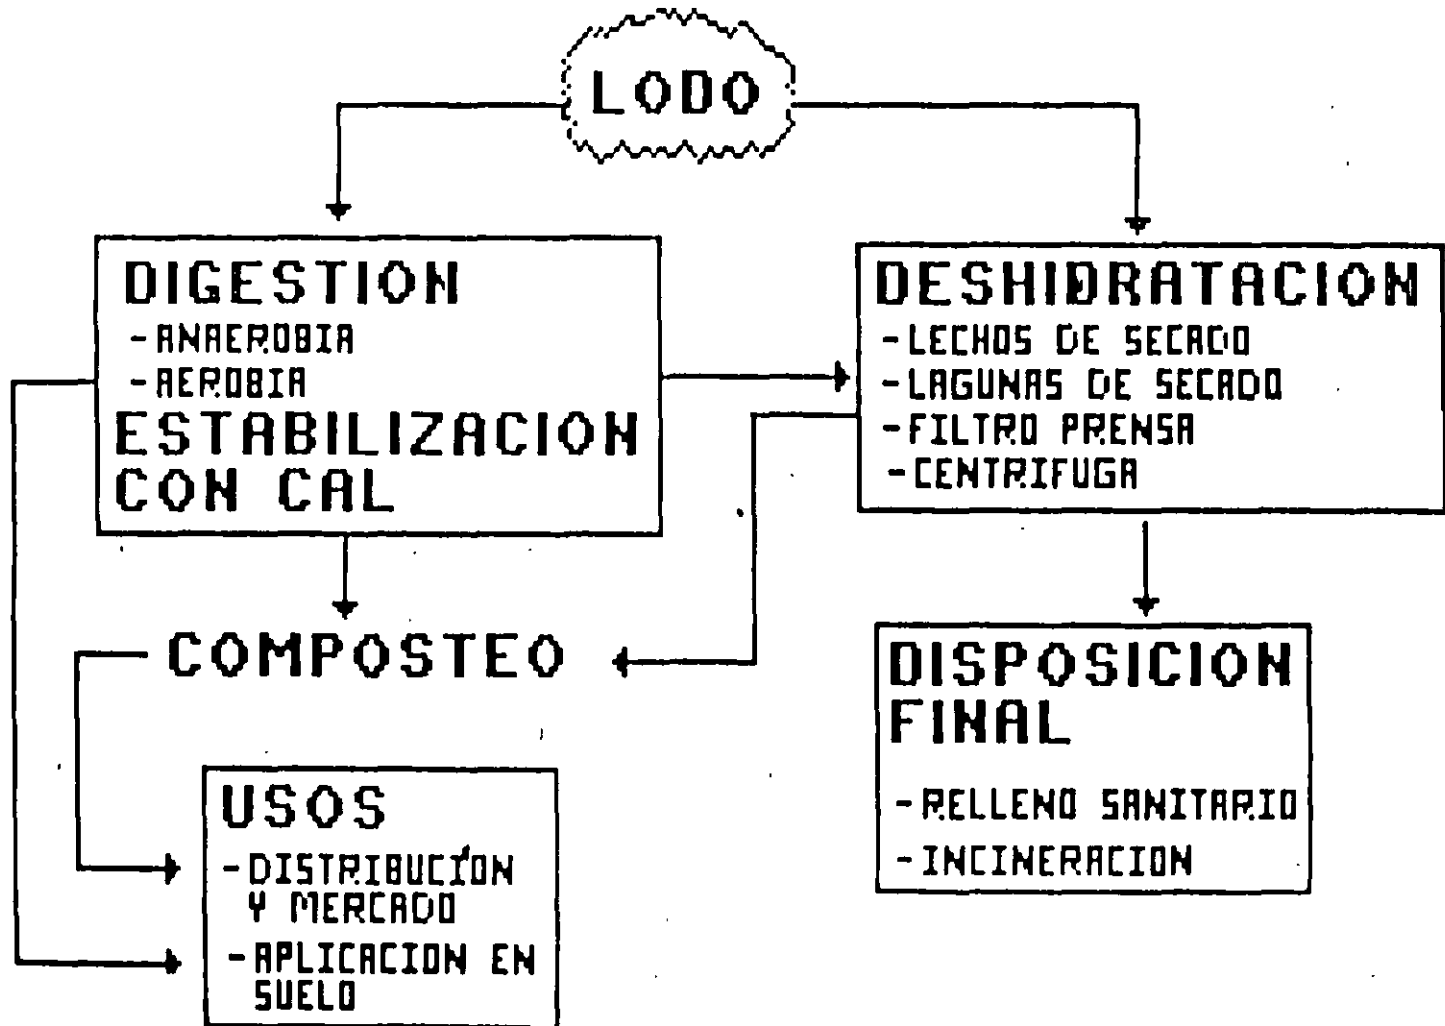 LODO
DIGESTION
-ANAEROBIA
-AEROBIA
ESTABILIZACION
CON CAL
DESHIDRATACION
-LECHOS DE SECADO
-LAGUNAS DE SECADO
-FILTRO PRENSA
-CENTRIFUGA
COMPOSTEO
DISPOSICION
FINAL
-RELLENO SANITARIO
-INCINERACION
USOS
-DISTRIBUCIÓN
Y MERCADO
-APLICACION EN
SUELO